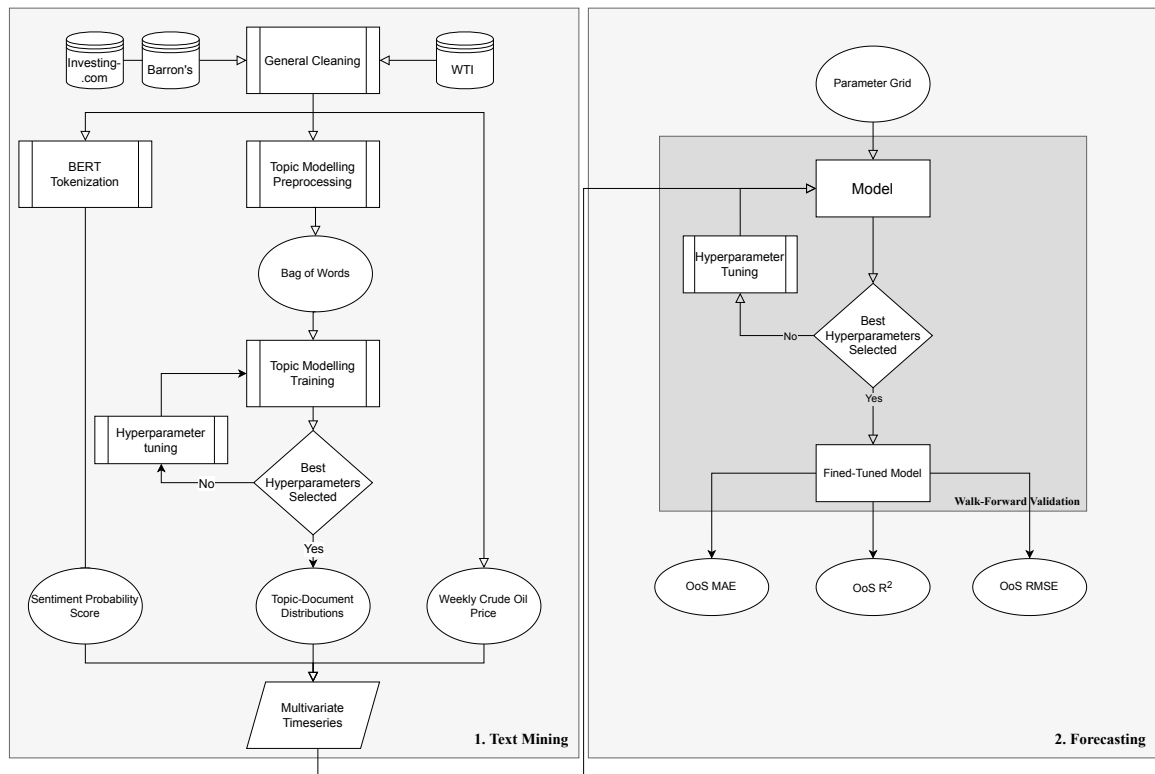 Investing-
.com
Barron's
General Cleaning
WTI
BERT
Tokenization
Topic Modelling
Preprocessing
Bag of Words
Topic Modelling
Training
Hyperparameter
tuning
Best
Hyperparameters
Selected
No
Yes
Sentiment Probability
Score
Topic-Document
Distributions
Weekly Crude Oil
Price
Multivariate
Timeseries
1. Text Mining
Parameter Grid
Model
Hyperparameter
Tuning
Best
Hyperparameters
Selected
No
Yes
Fined-Tuned Model
Walk-Forward Validation
OoS MAE
OoS R²
OoS RMSE
2. Forecasting